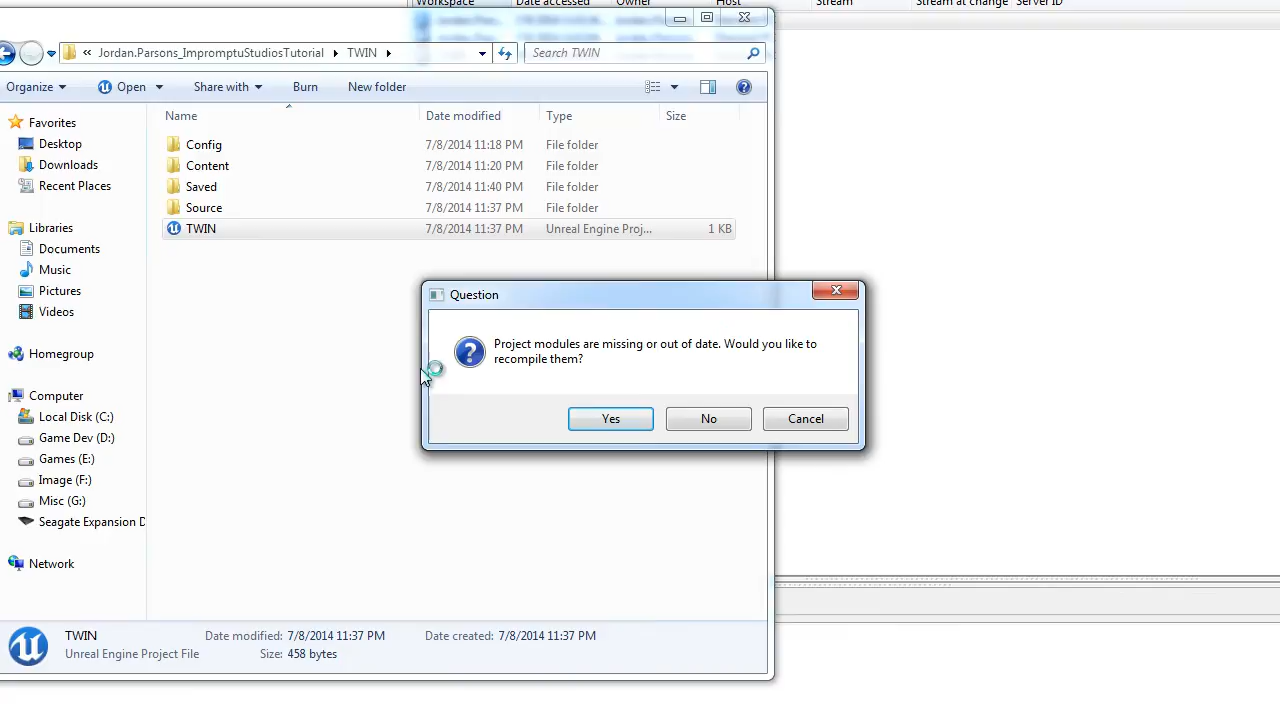 Workspace Date accessed Owner Host Stream Stream at change Server ID
« Jordan.Parsons_ImpromptuStudiosTutorial TWIN Search TWIN
Organize Open Share with Burn New folder
Name Date modified Type Size
Favorites
Desktop
Downloads
Recent Places
Libraries
Documents
Music
Pictures
Videos
Homegroup
Computer
Local Disk (C:)
Game Dev (D:)
Games (E:)
Image (F:)
Misc (G:)
Seagate Expansion D
Network
Config 7/8/2014 11:18 PM File folder
Content 7/8/2014 11:20 PM File folder
Saved 7/8/2014 11:40 PM File folder
Source 7/8/2014 11:37 PM File folder
TWIN 7/8/2014 11:37 PM Unreal Engine Proj... 1 KB
Question
Project modules are missing or out of date. Would you like to
recompile them?
Yes No Cancel
TWIN Date modified: 7/8/2014 11:37 PM Date created: 7/8/2014 11:37 PM
Unreal Engine Project File Size: 458 bytes